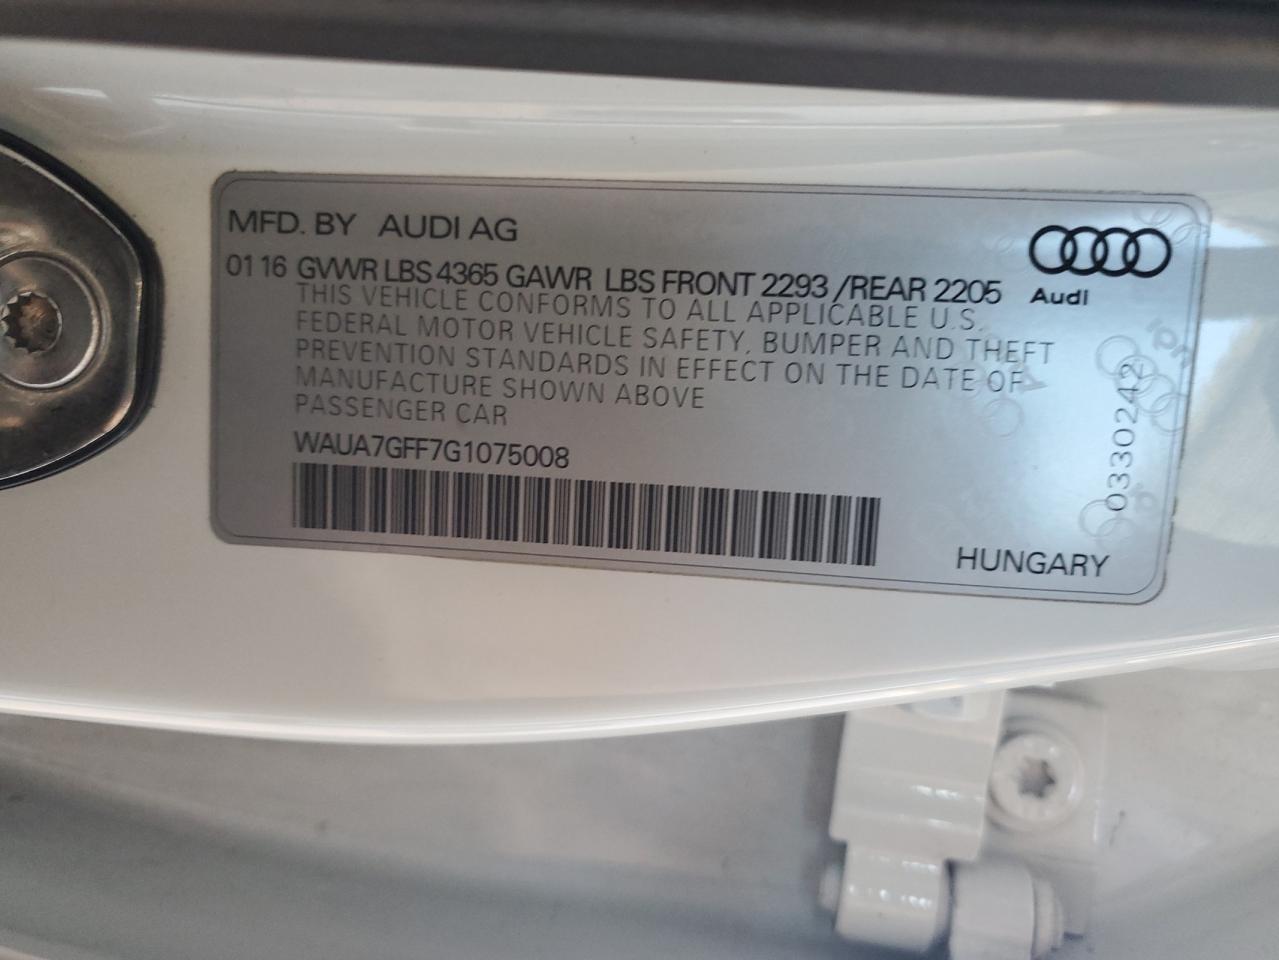 MFD. BY AUDI AG
01 16 GVWR LBS 4365 GAWR LBS FRONT 2293 / REAR 2205
Audi
THIS VEHICLE CONFORMS TO ALL APPLICABLE U.S.
FEDERAL MOTOR VEHICLE SAFETY, BUMPER AND THEFT
PREVENTION STANDARDS IN EFFECT ON THE DATE OF
MANUFACTURE SHOWN ABOVE
PASSENGER CAR
WAUA7GFF7G1075008
0330242
HUNGARY